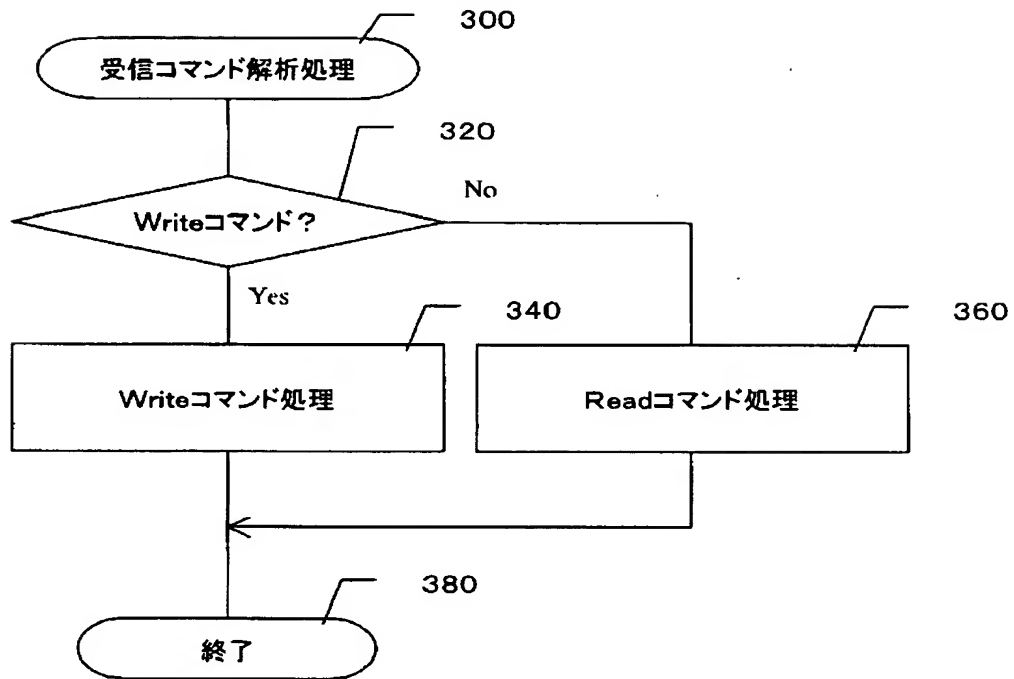 300
受信コマンド解析処理
320
Writeコマンド？
No
Yes
340
360
Writeコマンド処理
Readコマンド処理
380
終了